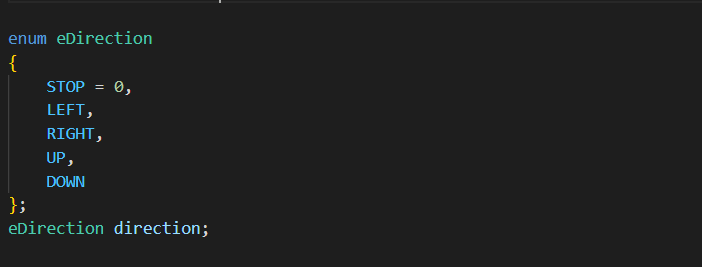 enum eDirection
{
    STOP = 0,
    LEFT,
    RIGHT,
    UP,
    DOWN
};
eDirection direction;